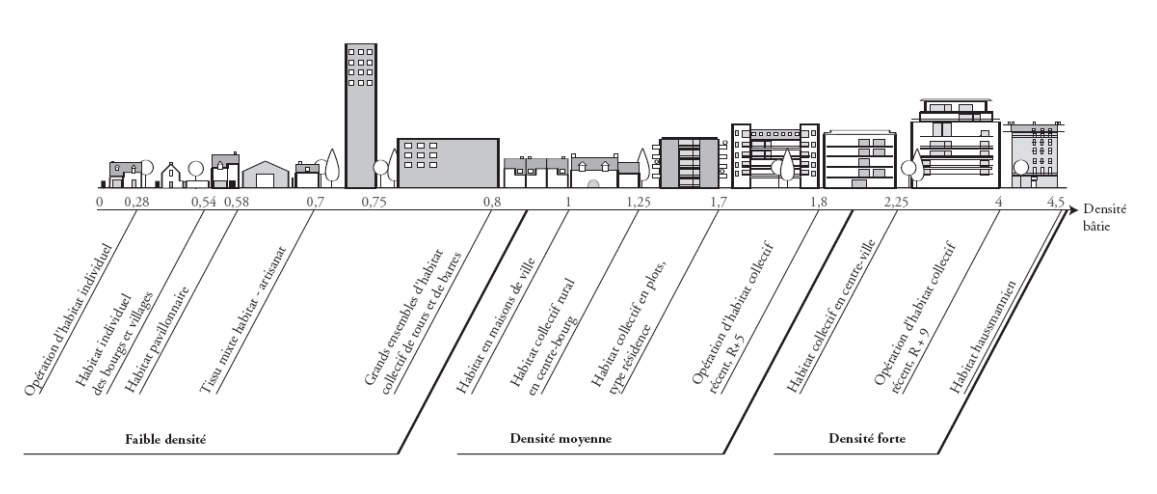 0
0,28
0,54
0,58
0,7
0,75
0,8
1
1,25
1,7
1,8
2,25
4
4,5
Densité
bâtie
Opération d'habitat individuel
Habitat individuel
des bourgs et villages
Habitat pavillonnaire
Tissu mixte habitat - artisanat
Grands ensembles d'habitat
collectif de tours et de barres
Habitat en maisons de ville
Habitat collectif rural
en centre-bourg
Habitat collectif en plots,
type résidence
Opération d'habitat collectif
récent, R+5
Habitat collectif en centre-ville
Opération d'habitat collectif
récent, R + 9
Habitat haussmannien
Faible densité
Densité moyenne
Densité forte